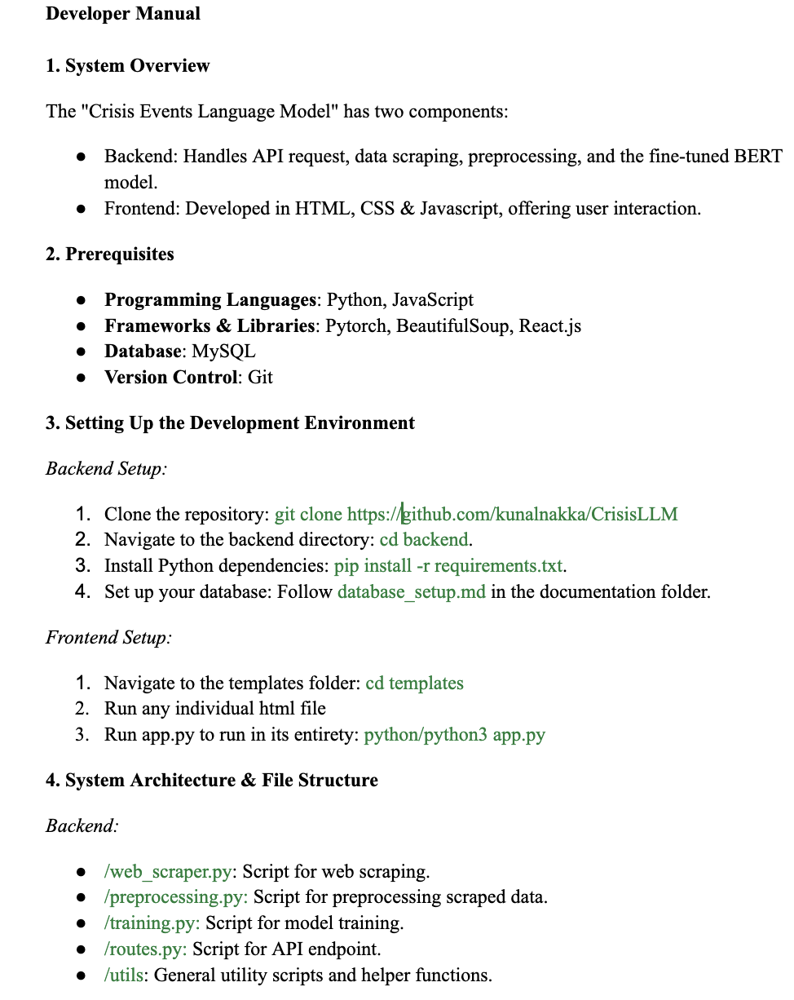 Developer Manual
1. System Overview
The "Crisis Events Language Model" has two components:
● Backend: Handles API request, data scraping, preprocessing, and the fine-tuned BERT
model.
● Frontend: Developed in HTML, CSS & Javascript, offering user interaction.
2. Prerequisites
● Programming Languages: Python, JavaScript
● Frameworks & Libraries: Pytorch, BeautifulSoup, React.js
● Database: MySQL
● Version Control: Git
3. Setting Up the Development Environment
Backend Setup:
1. Clone the repository: git clone https://github.com/kunalnakka/CrisisLLM
2. Navigate to the backend directory: cd backend.
3. Install Python dependencies: pip install -r requirements.txt.
4. Set up your database: Follow database_setup.md in the documentation folder.
Frontend Setup:
1. Navigate to the templates folder: cd templates
2. Run any individual html file
3. Run app.py to run in its entirety: python/python3 app.py
4. System Architecture & File Structure
Backend:
● /web_scraper.py: Script for web scraping.
● /preprocessing.py: Script for preprocessing scraped data.
● /training.py: Script for model training.
● /routes.py: Script for API endpoint.
● /utils: General utility scripts and helper functions.